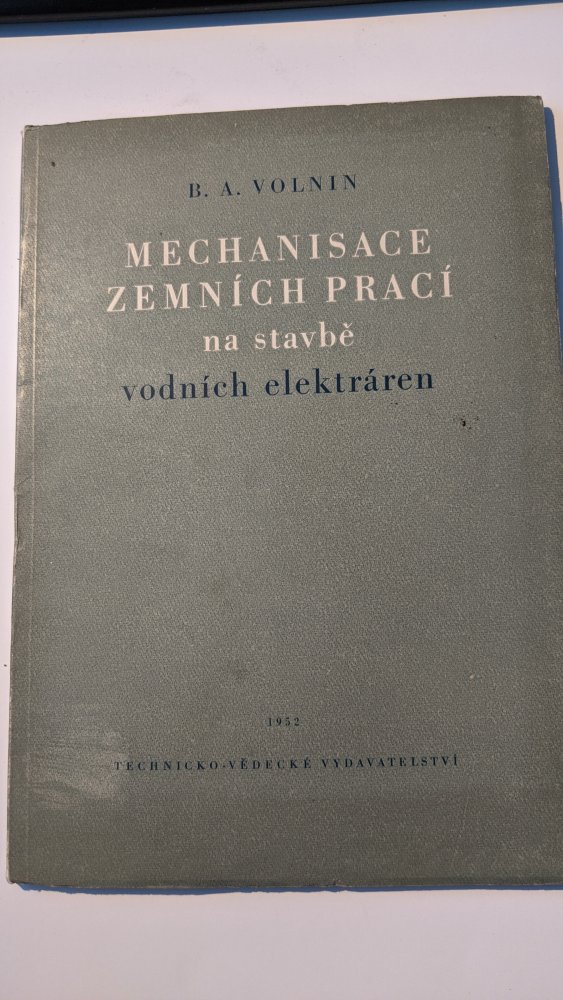 B. A. VOLNIN
MECHANISACE
ZEMNÍCH PRACÍ
na stavbě
vodních elektráren
1952
TECHNICKO-VĚDECKÉ VYDAVATELSTVÍ